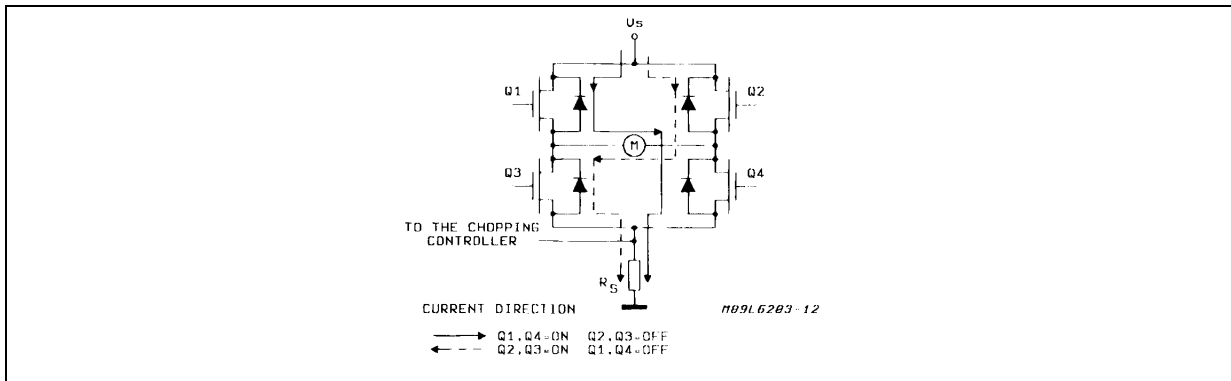 Vs
Q1
Q2
M
Q3
Q4
TO THE CHOPPING
CONTROLLER
RS
CURRENT DIRECTION
M89L6203-12
Q1,Q4=ON Q2,Q3=OFF
Q2,Q3=ON Q1,Q4=OFF